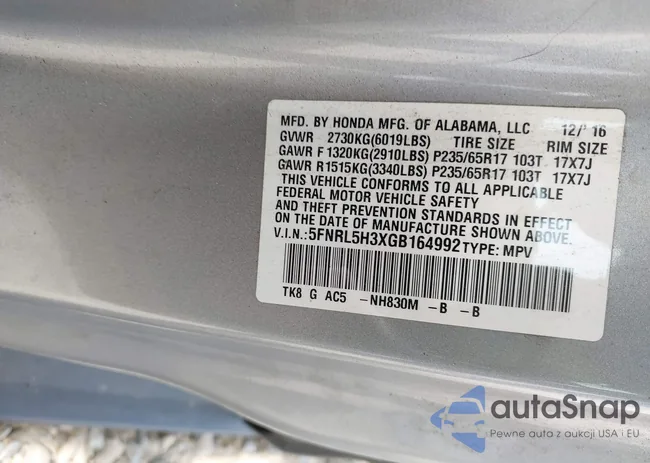 MFD. BY HONDA MFG. OF ALABAMA, LLC 12/'16
GVWR 2730KG(6019LBS) TIRE SIZE RIM SIZE
GAWR F 1320KG(2910LBS) P235/65R17 103T 17X7J
GAWR R1515KG(3340LBS) P235/65R17 103T 17X7J
THIS VEHICLE CONFORMS TO ALL APPLICABLE
FEDERAL MOTOR VEHICLE SAFETY
AND THEFT PREVENTION STANDARDS IN EFFECT
ON THE DATE OF MANUFACTURE SHOWN ABOVE.
V.I.N.:5FNRL5H3XGB164992 TYPE: MPV
TK8 G AC5 -NH830M -B -B
autoSnap
Pewne auta z aukcji USA i EU